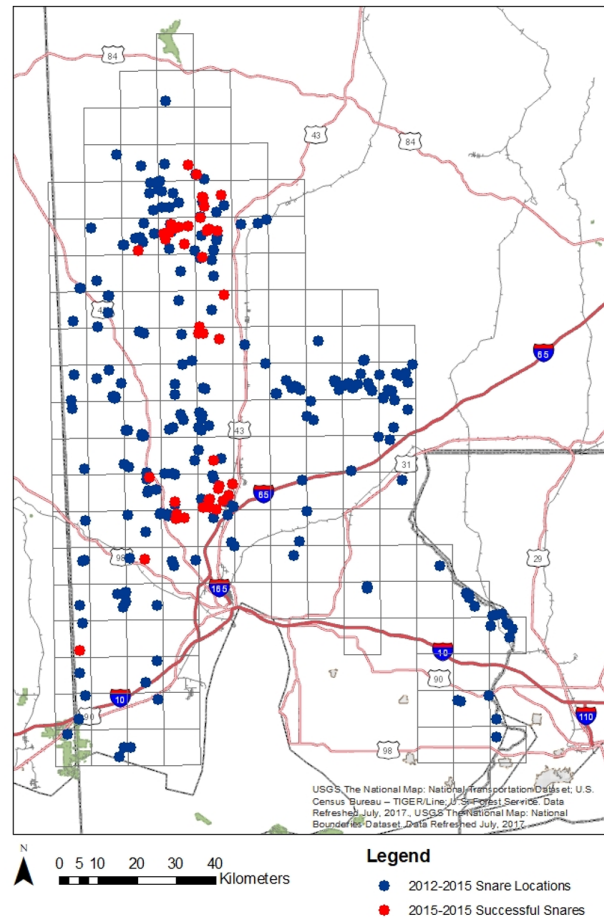 84
43
84
65
43
31
65
98
29
165
10
90
10
90
110
98
USGS The National Map: National Transportation Dataset; U.S.
Census Bureau – TIGER/Line; U.S. Forest Service. Data
Refreshed July, 2017., USGS The National Map: National
Bounderies Dataset. Data Refreshed July, 2017
N
0 5 10 20 30 40
Kilometers
Legend
2012-2015 Snare Locations
2015-2015 Successful Snares